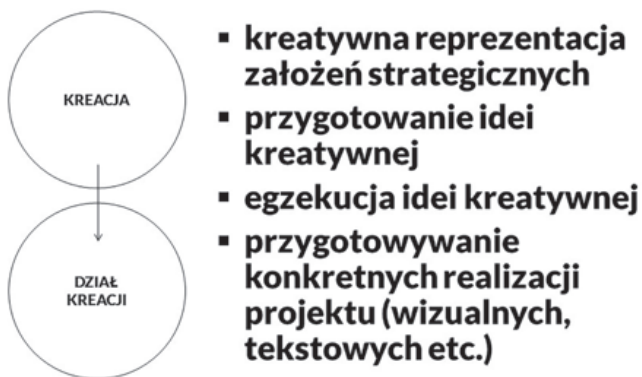 KREACJA
DZIAŁ
KREACJI
▪ kreatywna reprezentacja
założeń strategicznych
▪ przygotowanie idei
kreatywnej
▪ egzekucja idei kreatywnej
▪ przygotowywanie
konkretnych realizacji
projektu (wizualnych,
tekstowych etc.)